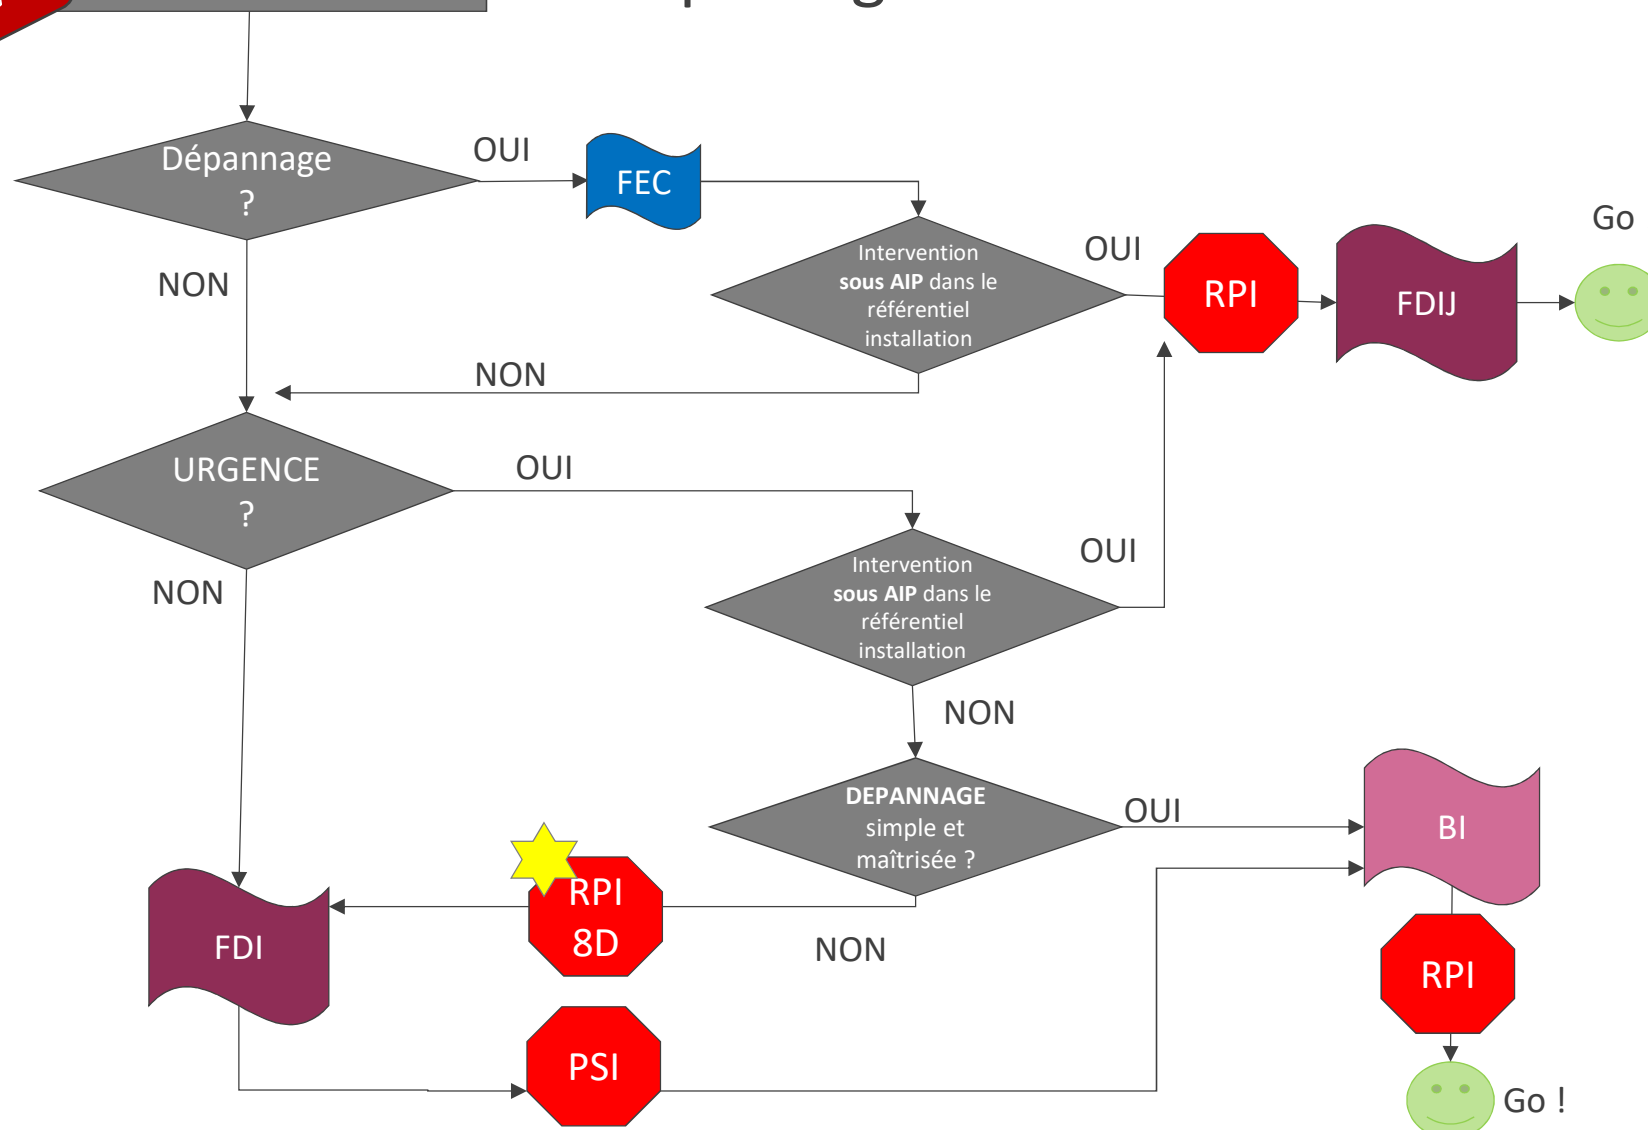 Dépannage
?
OUI
FEC
Go
Intervention
sous AIP dans le
référentiel
installation
OUI
RPI
FDIJ
NON
NON
URGENCE
?
OUI
Intervention
sous AIP dans le
référentiel
installation
OUI
NON
NON
DEPANNAGE
simple et
maîtrisée ?
OUI
BI
RPI
8D
NON
FDI
RPI
PSI
Go !